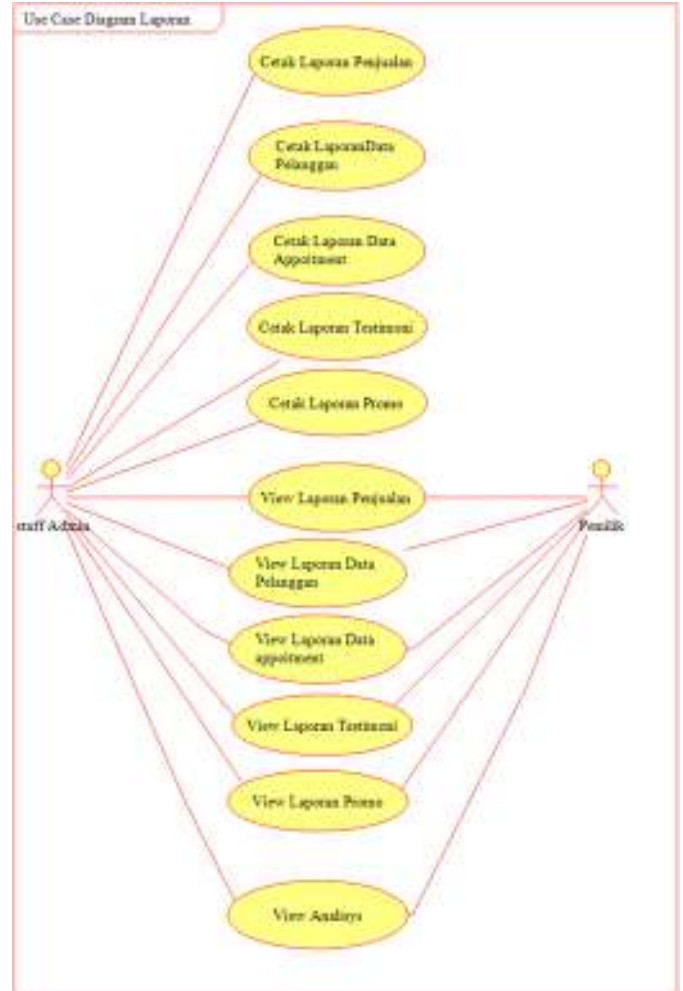 Use Case Diagram Laporan
Cetak Laporan Penjualan
Cetak LaporanData
Pelanggan
Cetak Laporan Data
Appoitment
Cetak Laporan Testimoni
Cetak Laporan Promo
View Laporan Penjualan
staff Admin
Pemilik
View Laporan Data
Pelanggan
View Laporan Data
appoitment
View Laporan Testimoni
View Laporan Promo
View Analisys